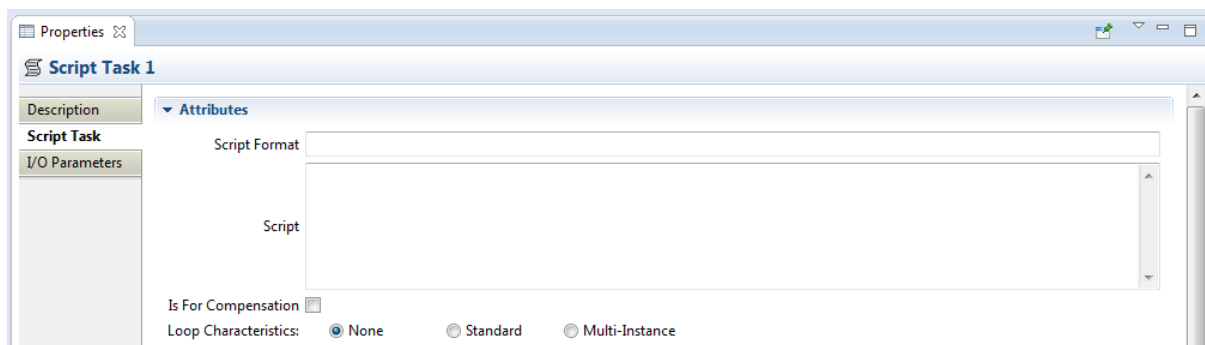 Properties
Script Task 1
Description
Attributes
Script Task
Script Format
I/O Parameters
Script
Is For Compensation
Loop Characteristics: None Standard Multi-Instance